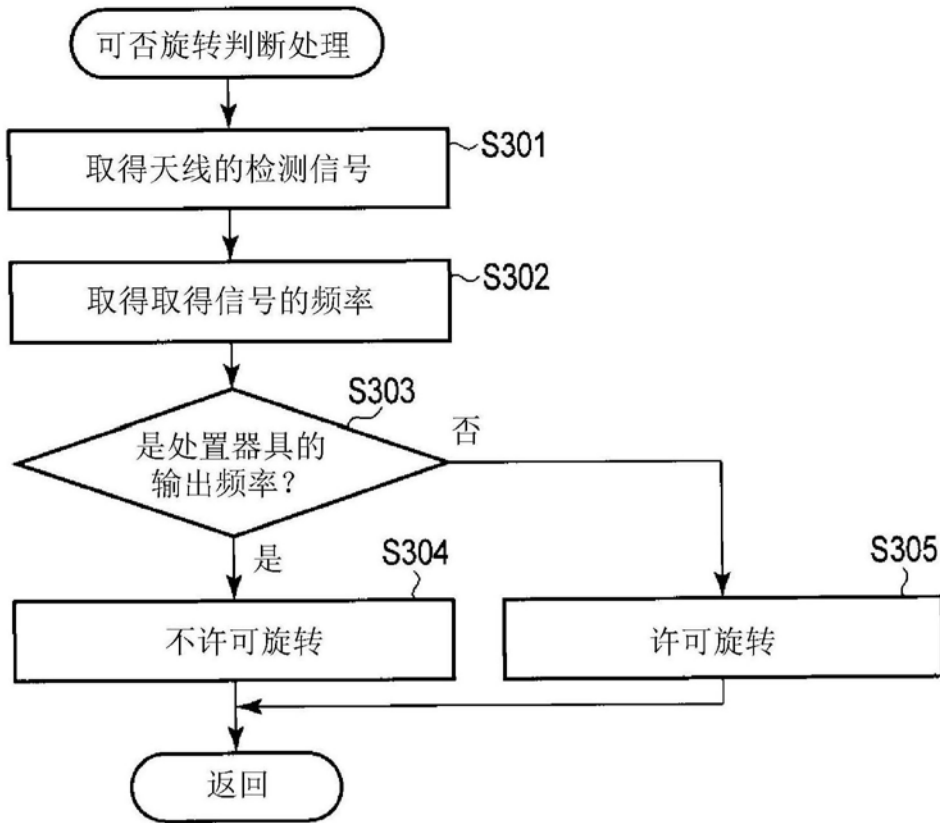 可否旋转判断处理
S301
取得天线的检测信号
S302
取得取得信号的频率
S303
是处置器具的
输出频率？
否
是
S304
不许可旋转
S305
许可旋转
返回